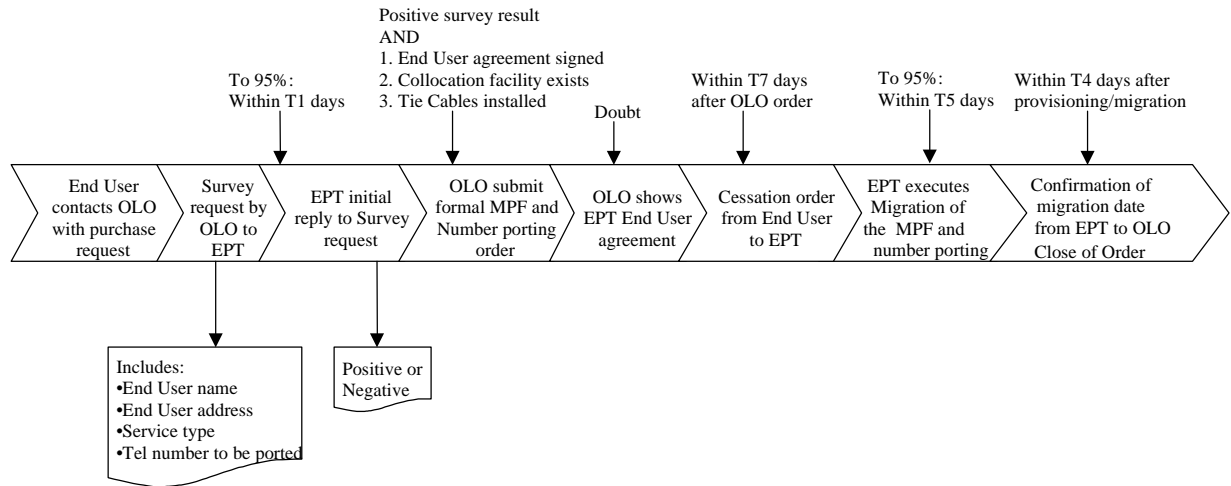 Positive survey result
AND
1. End User agreement signed
2. Collocation facility exists
3. Tie Cables installed
To 95%:
Within T1 days
Doubt
Within T7 days
after OLO order
To 95%:
Within T5 days
Within T4 days after
provisioning/migration
End User
contacts OLO
with purchase
request
Survey
request by
OLO to
EPT
EPT initial
reply to Survey
request
OLO submit
formal MPF and
Number porting
order
OLO shows
EPT End User
agreement
Cessation order
from End User
to EPT
EPT executes
Migration of
the MPF and
number porting
Confirmation of
migration date
from EPT to OLO
Close of Order
Includes:
•End User name
•End User address
•Service type
•Tel number to be ported
Positive or
Negative